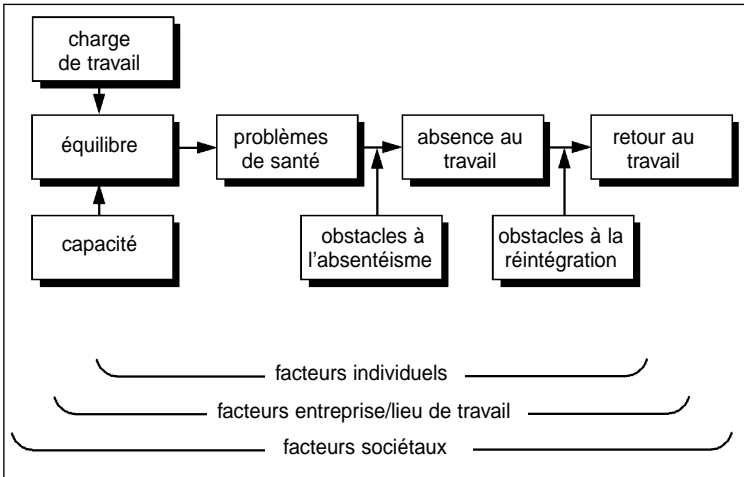 charge
de travail
équilibre
problèmes
de santé
absence au
travail
retour au
travail
capacité
obstacles à
l'absentéisme
obstacles à la
réintégration
facteurs individuels
facteurs entreprise/lieu de travail
facteurs sociétaux